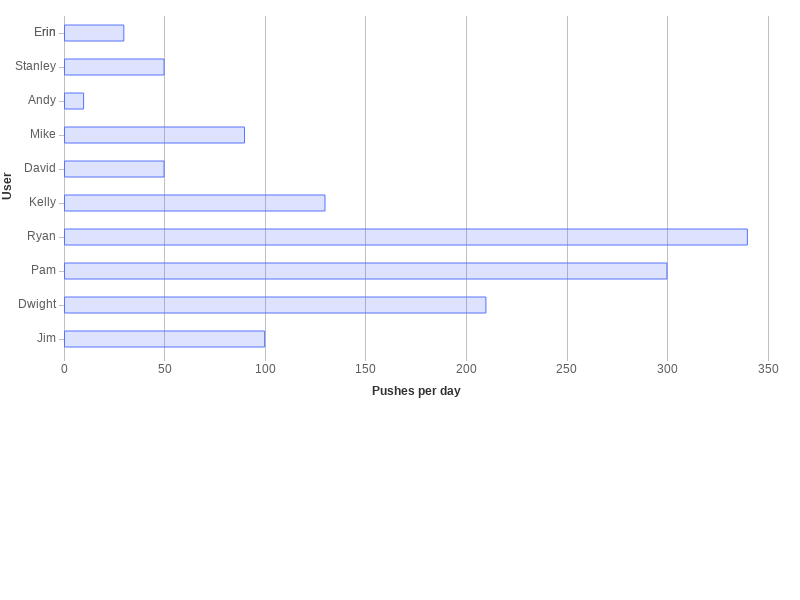 Erin
Stanley
Andy
Mike
David
Kelly
Ryan
Pam
Dwight
Jim
User
0 50 100 150 200 250 300 350
Pushes per day